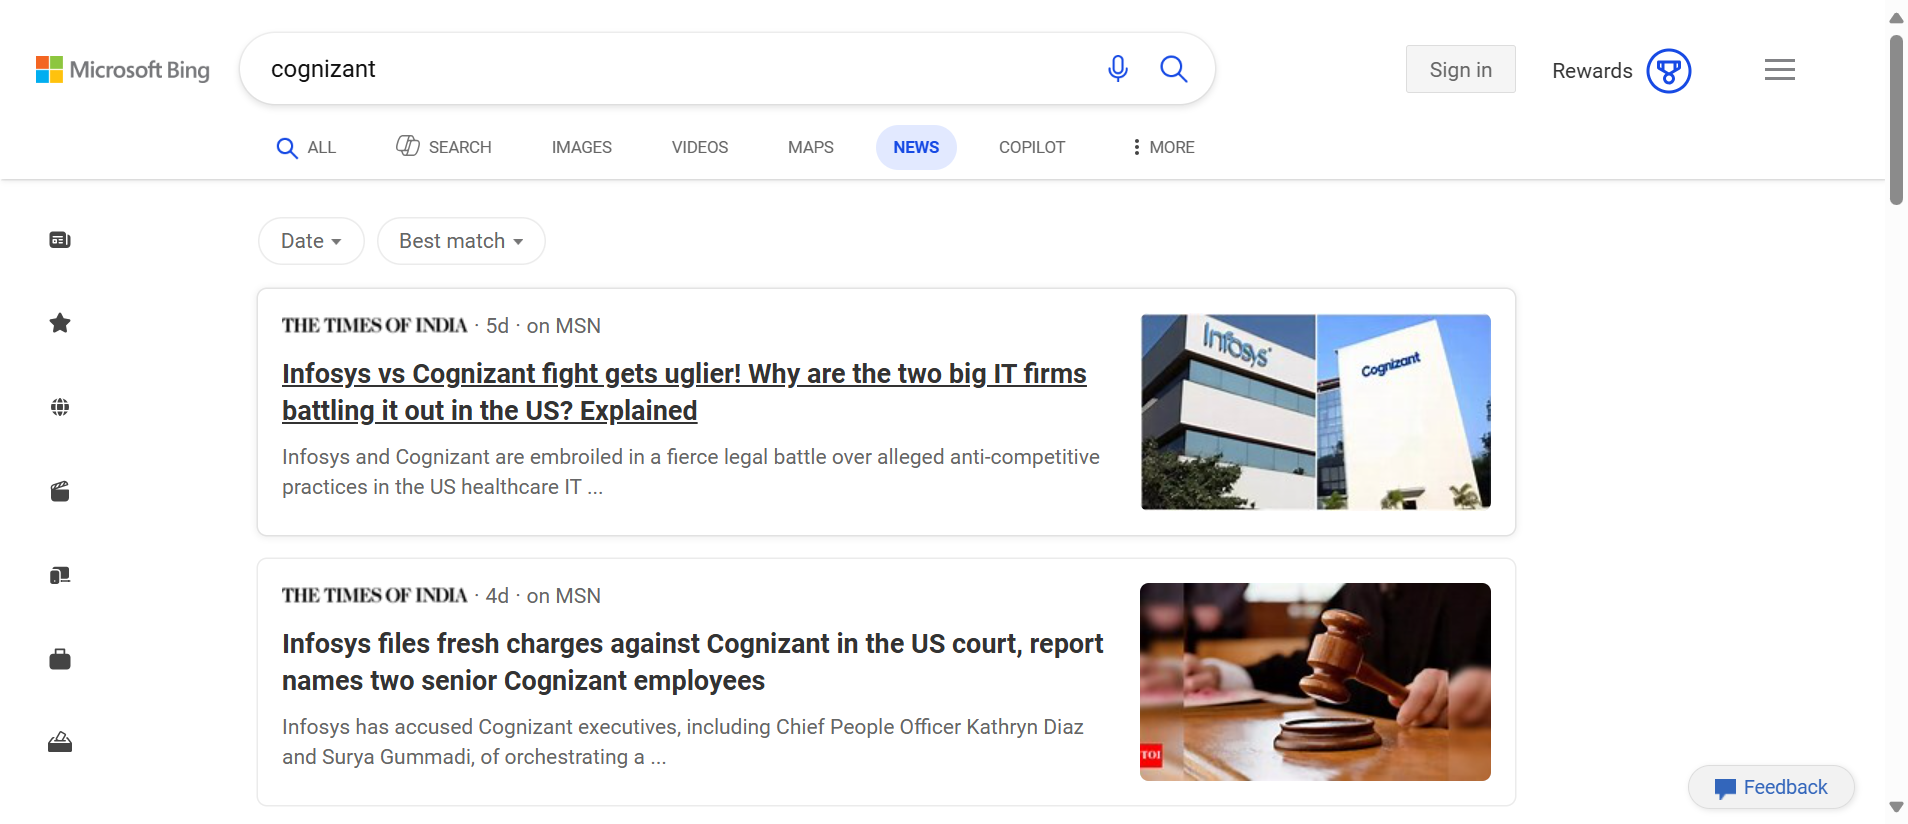 Microsoft Bing
cognizant
Sign in
Rewards
ALL
SEARCH
IMAGES
VIDEOS
MAPS
NEWS
COPILOT
MORE
Date
Best match
THE TIMES OF INDIA · 5d · on MSN
Infosys vs Cognizant fight gets uglier! Why are the two big IT firms
battling it out in the US? Explained
Infosys and Cognizant are embroiled in a fierce legal battle over alleged anti-competitive
practices in the US healthcare IT ...
Infosys
Cognizant
THE TIMES OF INDIA · 4d · on MSN
Infosys files fresh charges against Cognizant in the US court, report
names two senior Cognizant employees
Infosys has accused Cognizant executives, including Chief People Officer Kathryn Diaz
and Surya Gummadi, of orchestrating a ...
TOI
Feedback